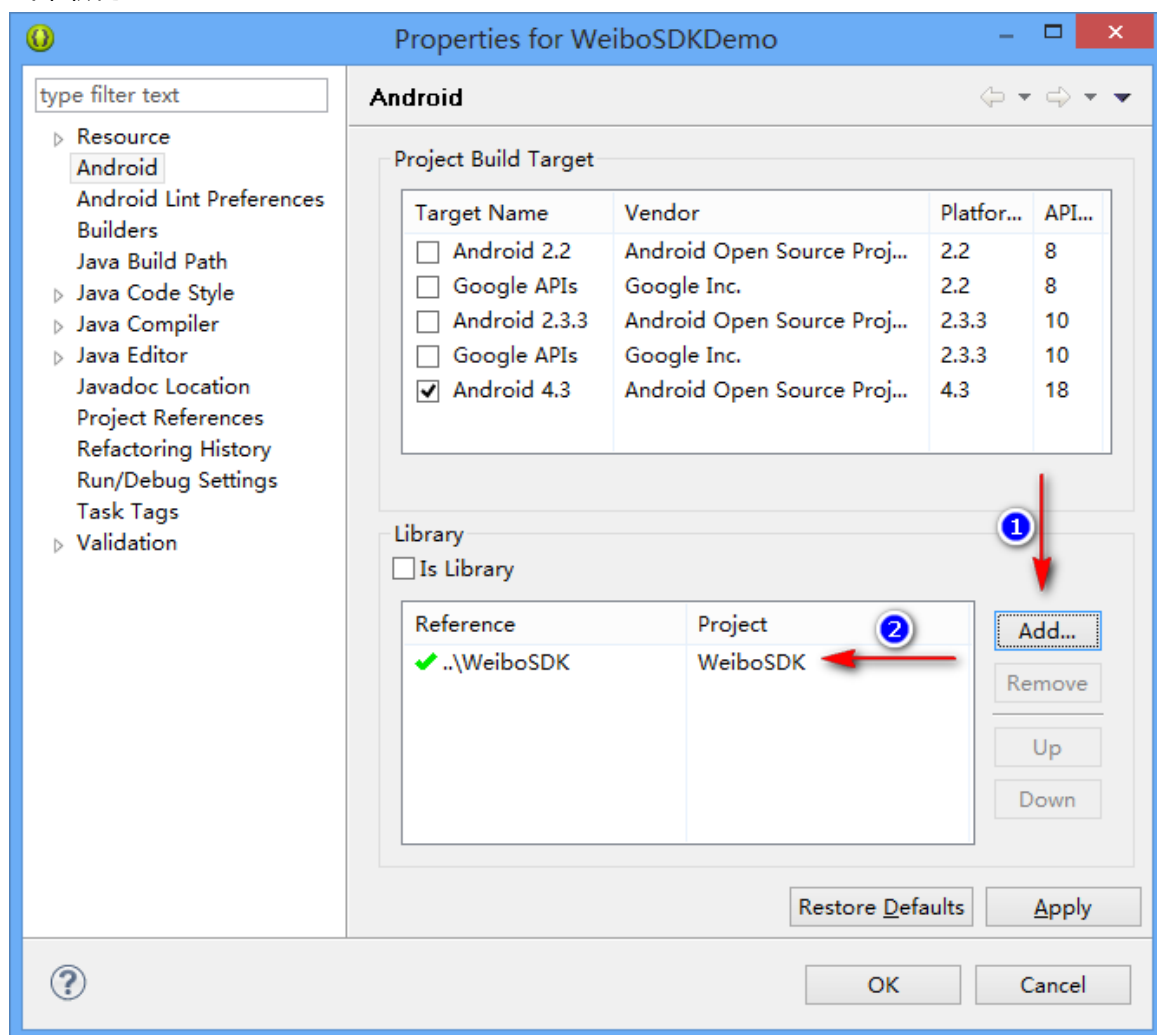 Properties for WeiboSDKDemo
type filter text
Resource
Android
Android Lint Preferences
Builders
Java Build Path
Java Code Style
Java Compiler
Java Editor
Javadoc Location
Project References
Refactoring History
Run/Debug Settings
Task Tags
Validation
Android
Project Build Target
Target Name Vendor Platfor... API...
Android 2.2 Android Open Source Proj... 2.2 8
Google APIs Google Inc. 2.2 8
Android 2.3.3 Android Open Source Proj... 2.3.3 10
Google APIs Google Inc. 2.3.3 10
Android 4.3 Android Open Source Proj... 4.3 18
1
Library
Is Library
Reference Project
2
..\WeiboSDK WeiboSDK
Add...
Remove
Up
Down
Restore Defaults Apply
? OK Cancel